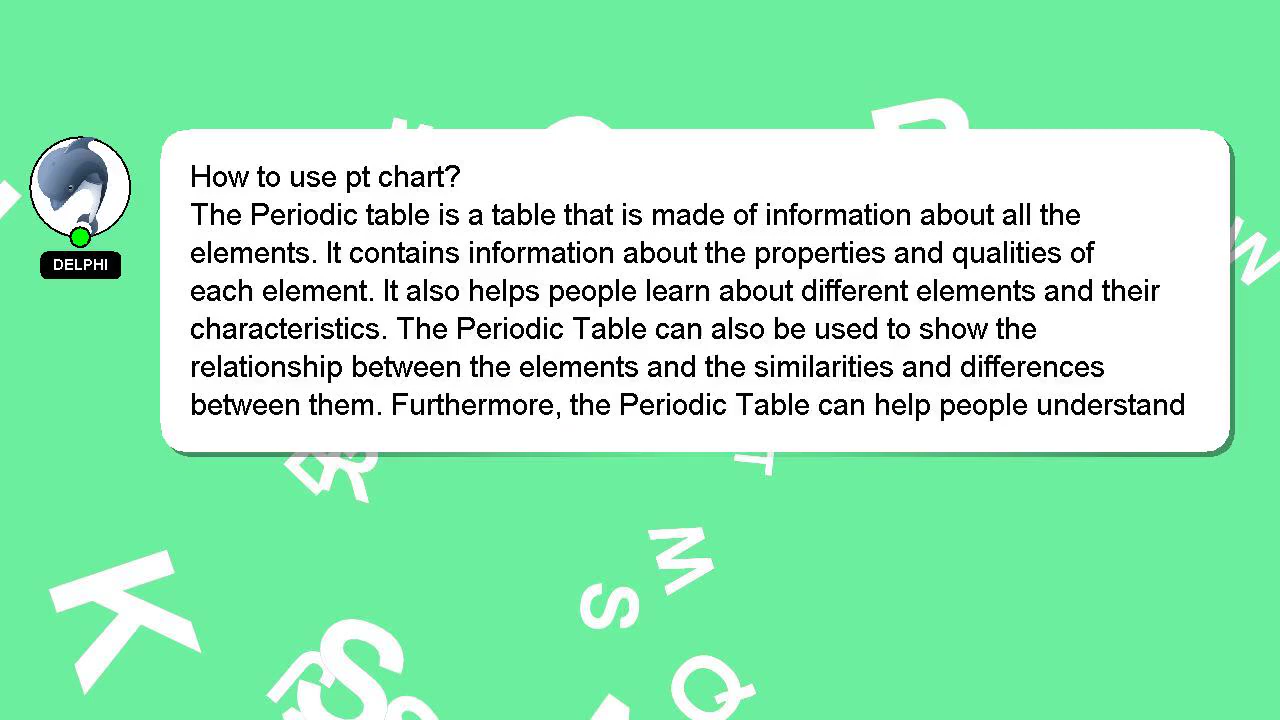 How to use pt chart?
The Periodic table is a table that is made of information about all the
elements. It contains information about the properties and qualities of
each element. It also helps people learn about different elements and their
characteristics. The Periodic Table can also be used to show the
relationship between the elements and the similarities and differences
between them. Furthermore, the Periodic Table can help people understand
DELPHI
W
R
T
K
M
S
S
Q